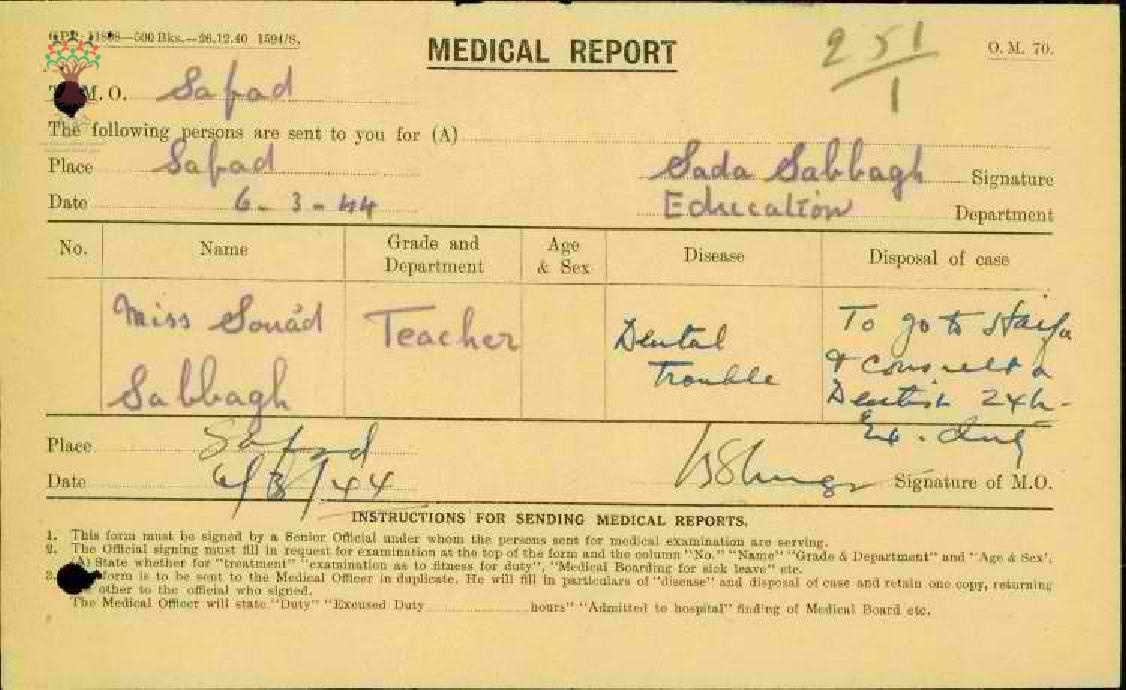 G.P.P. 11868—500 Bks.—26.12.40 1594/S.
MEDICAL REPORT
251/1
O. M. 70.
M.O. Safad
The following persons are sent to you for (A)
Place Safad
Sada Sabbagh Signature
Date 6-3-44
Education Department
No. Name Grade and Department Age & Sex Disease Disposal of case
Miss Souád Sabbagh Teacher Dental Trouble To go to Haifa & consult a Dentist 24h- Ex. duty
Place Safad
Date 6/3/44
Signature of M.O.
INSTRUCTIONS FOR SENDING MEDICAL REPORTS.
1. This form must be signed by a Senior Official under whom the persons sent for medical examination are serving.
2. The Official signing must fill in request for examination at the top of the form and the column "No." "Name" "Grade & Department" and "Age & Sex'.
(A) State whether for "treatment" "examination as to fitness for duty", "Medical Boarding for sick leave" etc.
3. form is to be sent to the Medical Officer in duplicate. He will fill in particulars of "disease" and disposal of case and retain one copy, returning
other to the official who signed.
The Medical Officer will state "Duty" "Excused Duty hours" "Admitted to hospital" finding of Medical Board etc.